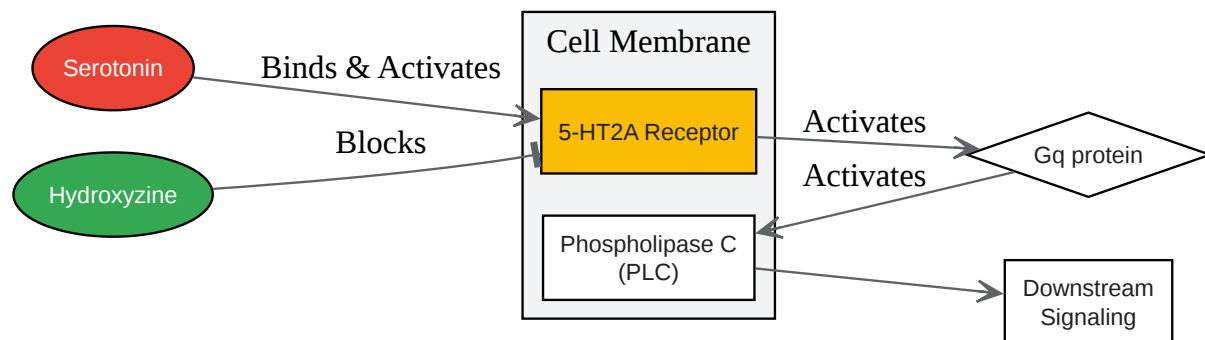 Cell Membrane
Serotonin
Binds & Activates
5-HT2A Receptor
Activates
Gq protein
Blocks
Hydroxyzine
Activates
Phospholipase C
(PLC)
Downstream
Signaling